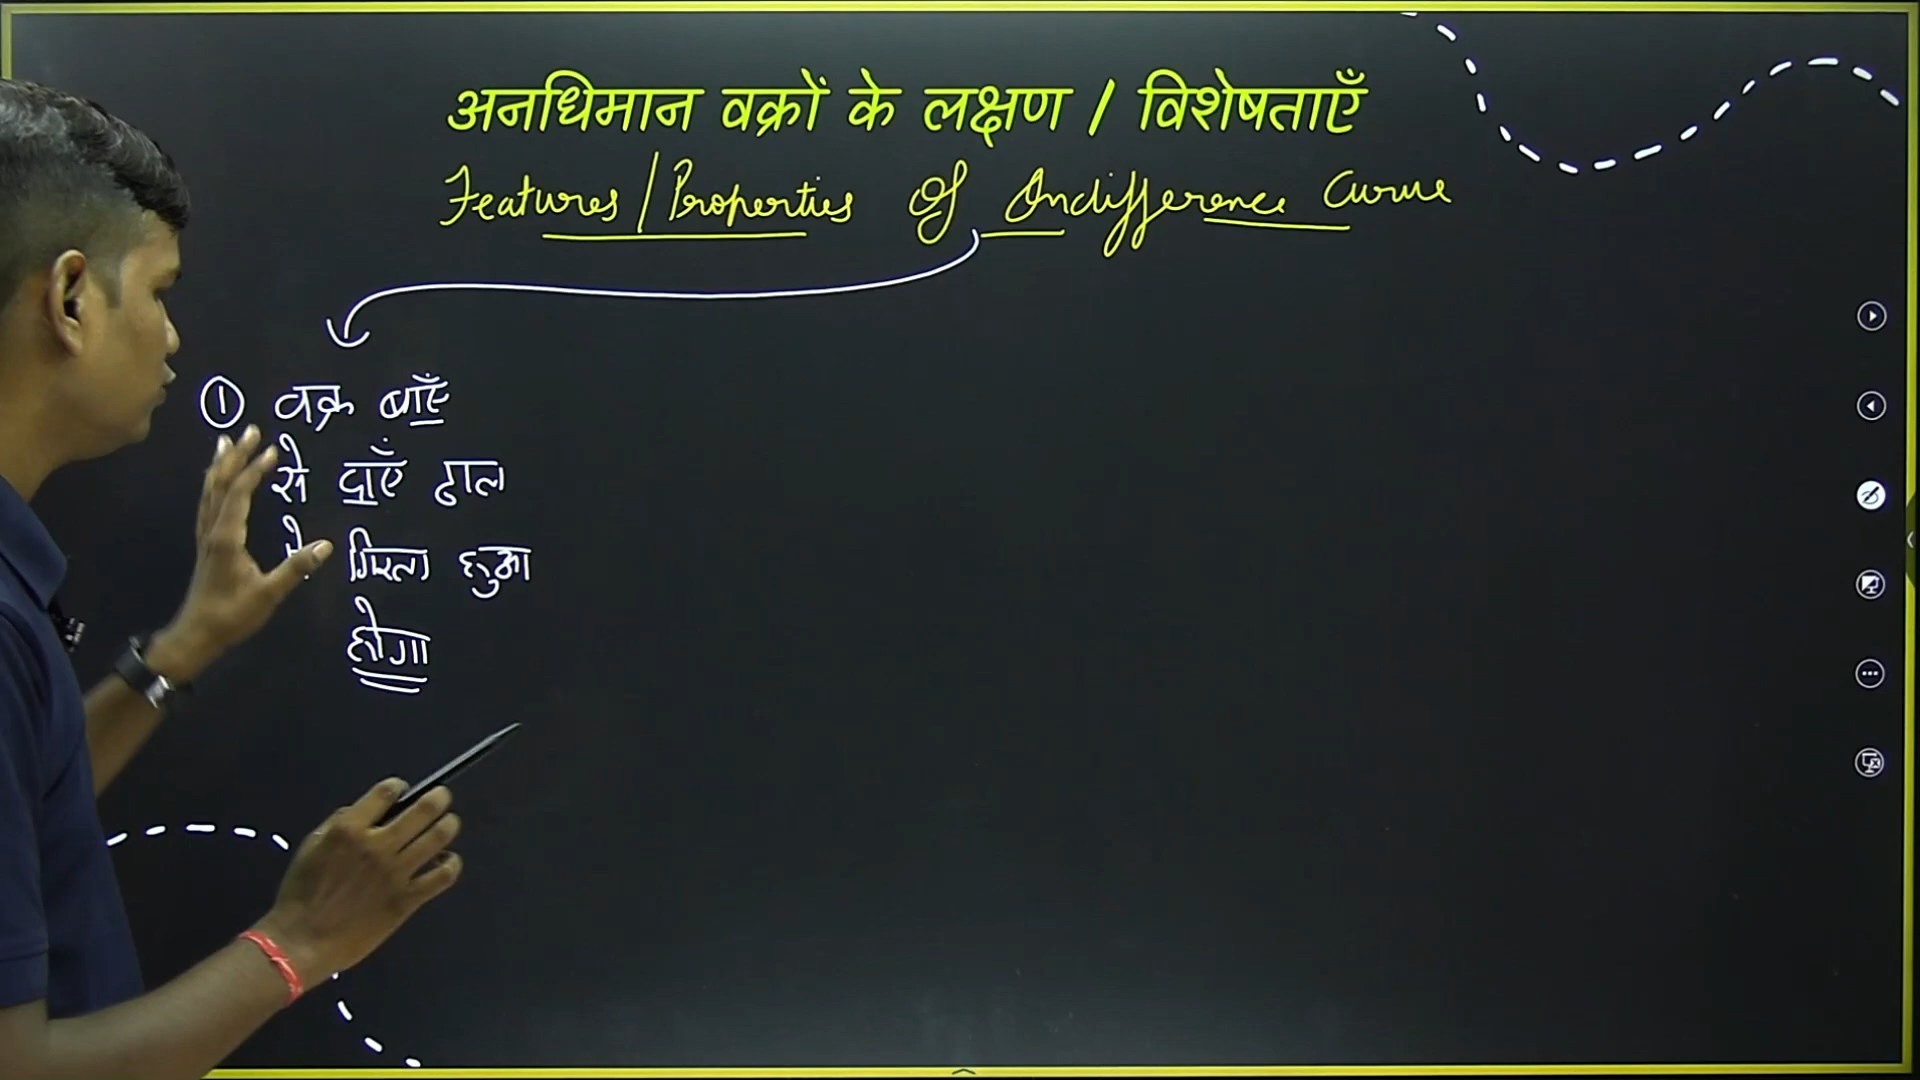 अनधिमान वक्रों के लक्षण / विशेषताएँ
Features / Properties Of Indifference Curve
① वक्र बाएँ
से दाएँ ढाल
गिरता हुआ
होगा